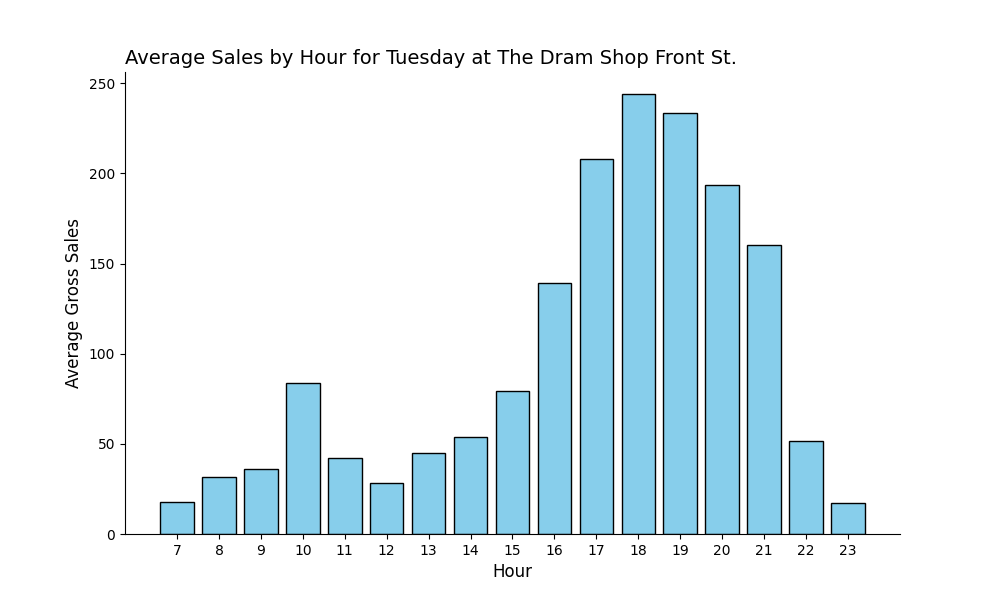 Average Sales by Hour for Tuesday at The Dram Shop Front St.
250
200
150
100
50
0
Average Gross Sales
7 8 9 10 11 12 13 14 15 16 17 18 19 20 21 22 23
Hour